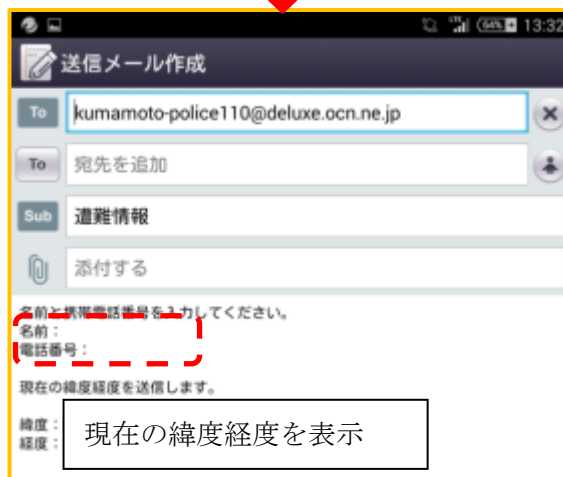 64% 13:32
送信メール作成
To kumamoto-police110@deluxe.ocn.ne.jp
To 宛先を追加
Sub 遭難情報
添付する
名前と携帯電話番号を入力してください。
名前：
電話番号：
現在の緯度経度を送信します。
緯度：
経度：
現在の緯度経度を表示